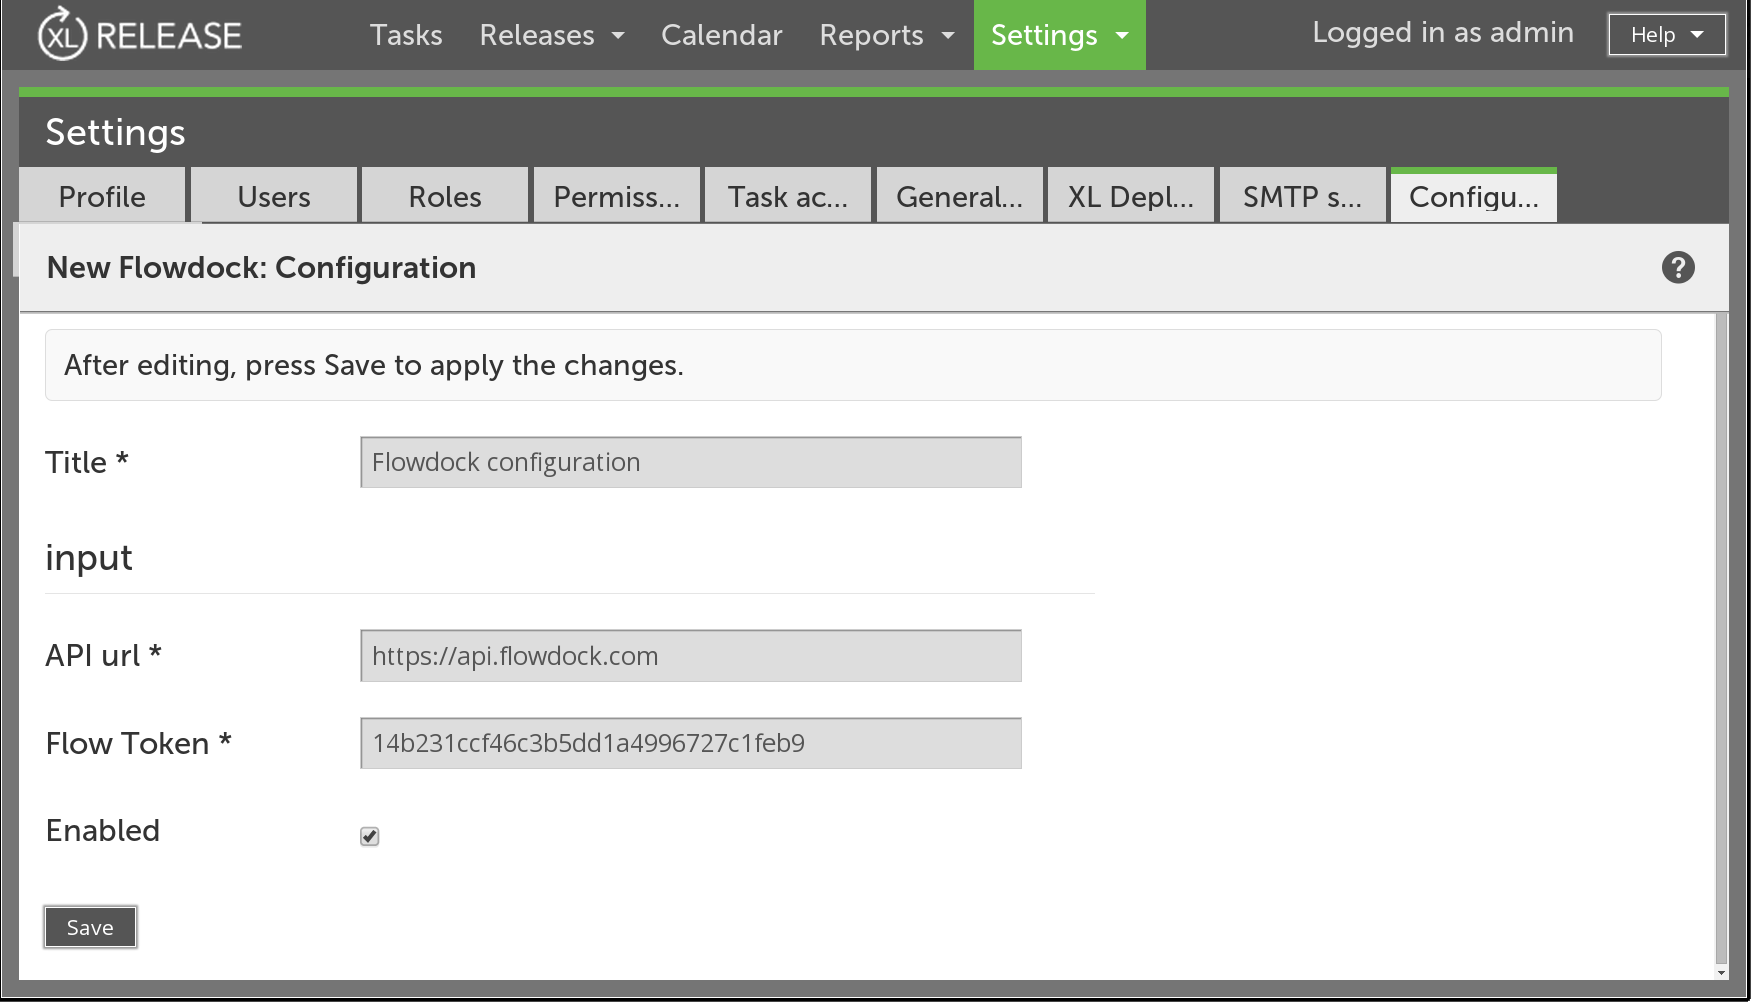 XL RELEASE Tasks Releases Calendar Reports Settings Logged in as admin Help
Settings
Profile Users Roles Permiss... Task ac... General... XL Depl... SMTP s... Configu...
New Flowdock: Configuration ?
After editing, press Save to apply the changes.
Title * Flowdock configuration
input
API url * https://api.flowdock.com
Flow Token * 14b231ccf46c3b5dd1a4996727c1feb9
Enabled
Save